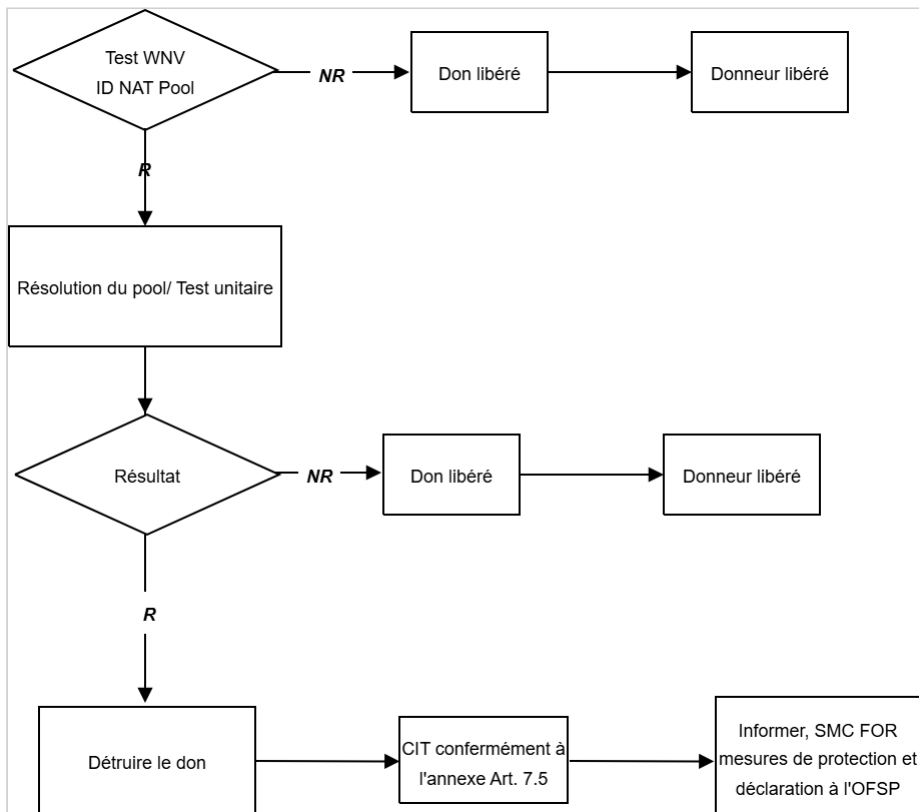 Test WNV
ID NAT Pool
NR
Don libéré
Donneur libéré
R
Résolution du pool/ Test unitaire
Résultat
NR
Don libéré
Donneur libéré
R
Détruire le don
CIT confermément à
l'annexe Art. 7.5
Informer, SMC FOR
mesures de protection et
déclaration à l'OFSP